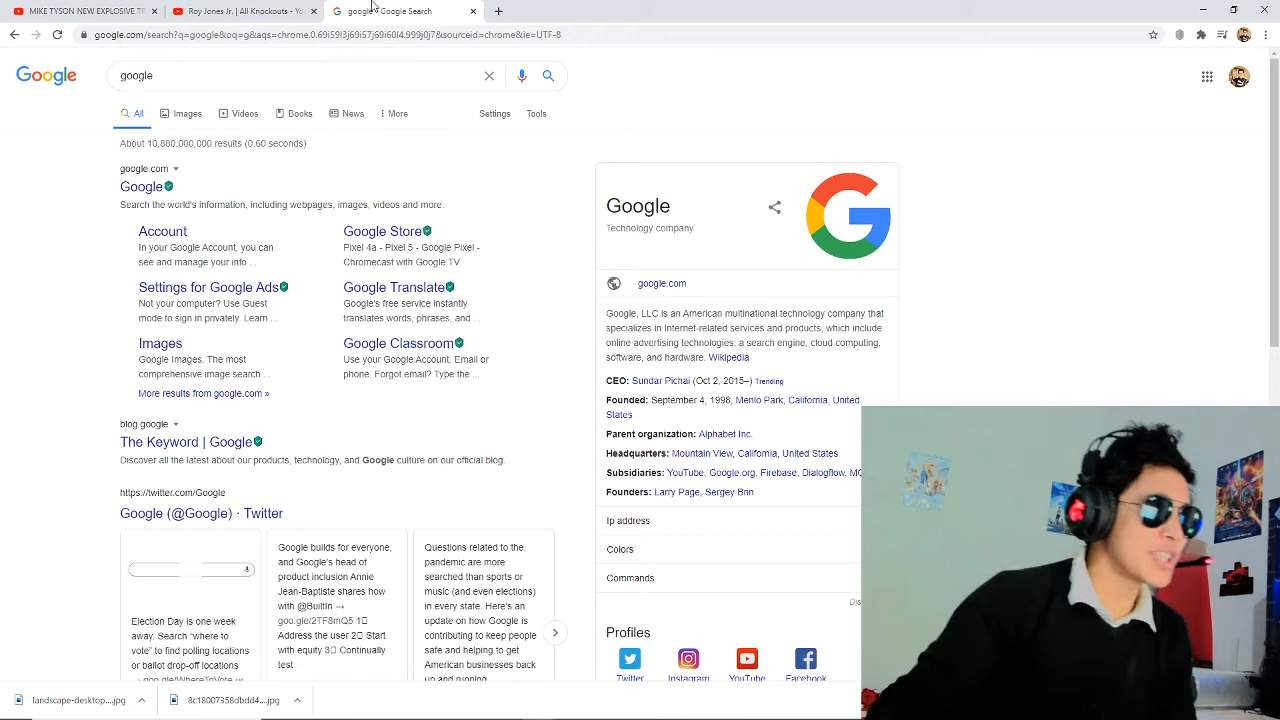 MIKE TYSON NEW EXPLOSIVE TR
Roy Jones Jr. | All Knockouts - Yo
google - Google Search
google.com/search?q=google&oq=g&aqs=chrome.0.69i59l3j69i57j69i60l4.999j0j7&sourceid=chrome&ie=UTF-8
Google
google
All
Images
Videos
Books
News
More
Settings
Tools
About 10,880,000,000 results (0.60 seconds)
google.com
Google
Search the world's information, including webpages, images, videos and more.
Account
In your Google Account, you can
see and manage your info ...
Google Store
Pixel 4a - Pixel 5 - Google Pixel -
Chromecast with Google TV
Settings for Google Ads
Not your computer? Use Guest
mode to sign in privately. Learn ...
Google Translate
Google's free service instantly
translates words, phrases, and ...
Images
Google Images. The most
comprehensive image search ...
Google Classroom
Use your Google Account. Email or
phone. Forgot email? Type the ...
More results from google.com »
blog.google
The Keyword | Google
Discover all the latest about our products, technology, and Google culture on our official blog.
https://twitter.com/Google
Google (@Google) · Twitter
Election Day is one week
away. Search "where to
vote" to find polling locations
or ballot drop-off locations
→ goo.gle/WhereToVote-us
Google builds for everyone,
and Google's head of
product inclusion Annie
Jean-Baptiste shares how
with @BuiltIn →
goo.gle/2TF8mQ5 1
Address the user 2 Start
with equity 3 Continually
test
Questions related to the
pandemic are more
searched than sports or
music (and even elections)
in every state. Here's an
update on how Google is
contributing to keep people
safe and helping to get
American businesses back
up and running.
Google
Technology company
google.com
Google, LLC is an American multinational technology company that
specializes in Internet-related services and products, which include
online advertising technologies, a search engine, cloud computing,
software, and hardware. Wikipedia
CEO: Sundar Pichai (Oct 2, 2015–) Trending
Founded: September 4, 1998, Menlo Park, California, United
States
Parent organization: Alphabet Inc.
Headquarters: Mountain View, California, United States
Subsidiaries: YouTube, Google.org, Firebase, Dialogflow, MO
Founders: Larry Page, Sergey Brin
Ip address
Colors
Commands
Dis
Profiles
Twitter
Instagram
YouTube
Facebook
landscape-desktop....jpg
8c18007358dbdd4....jpg